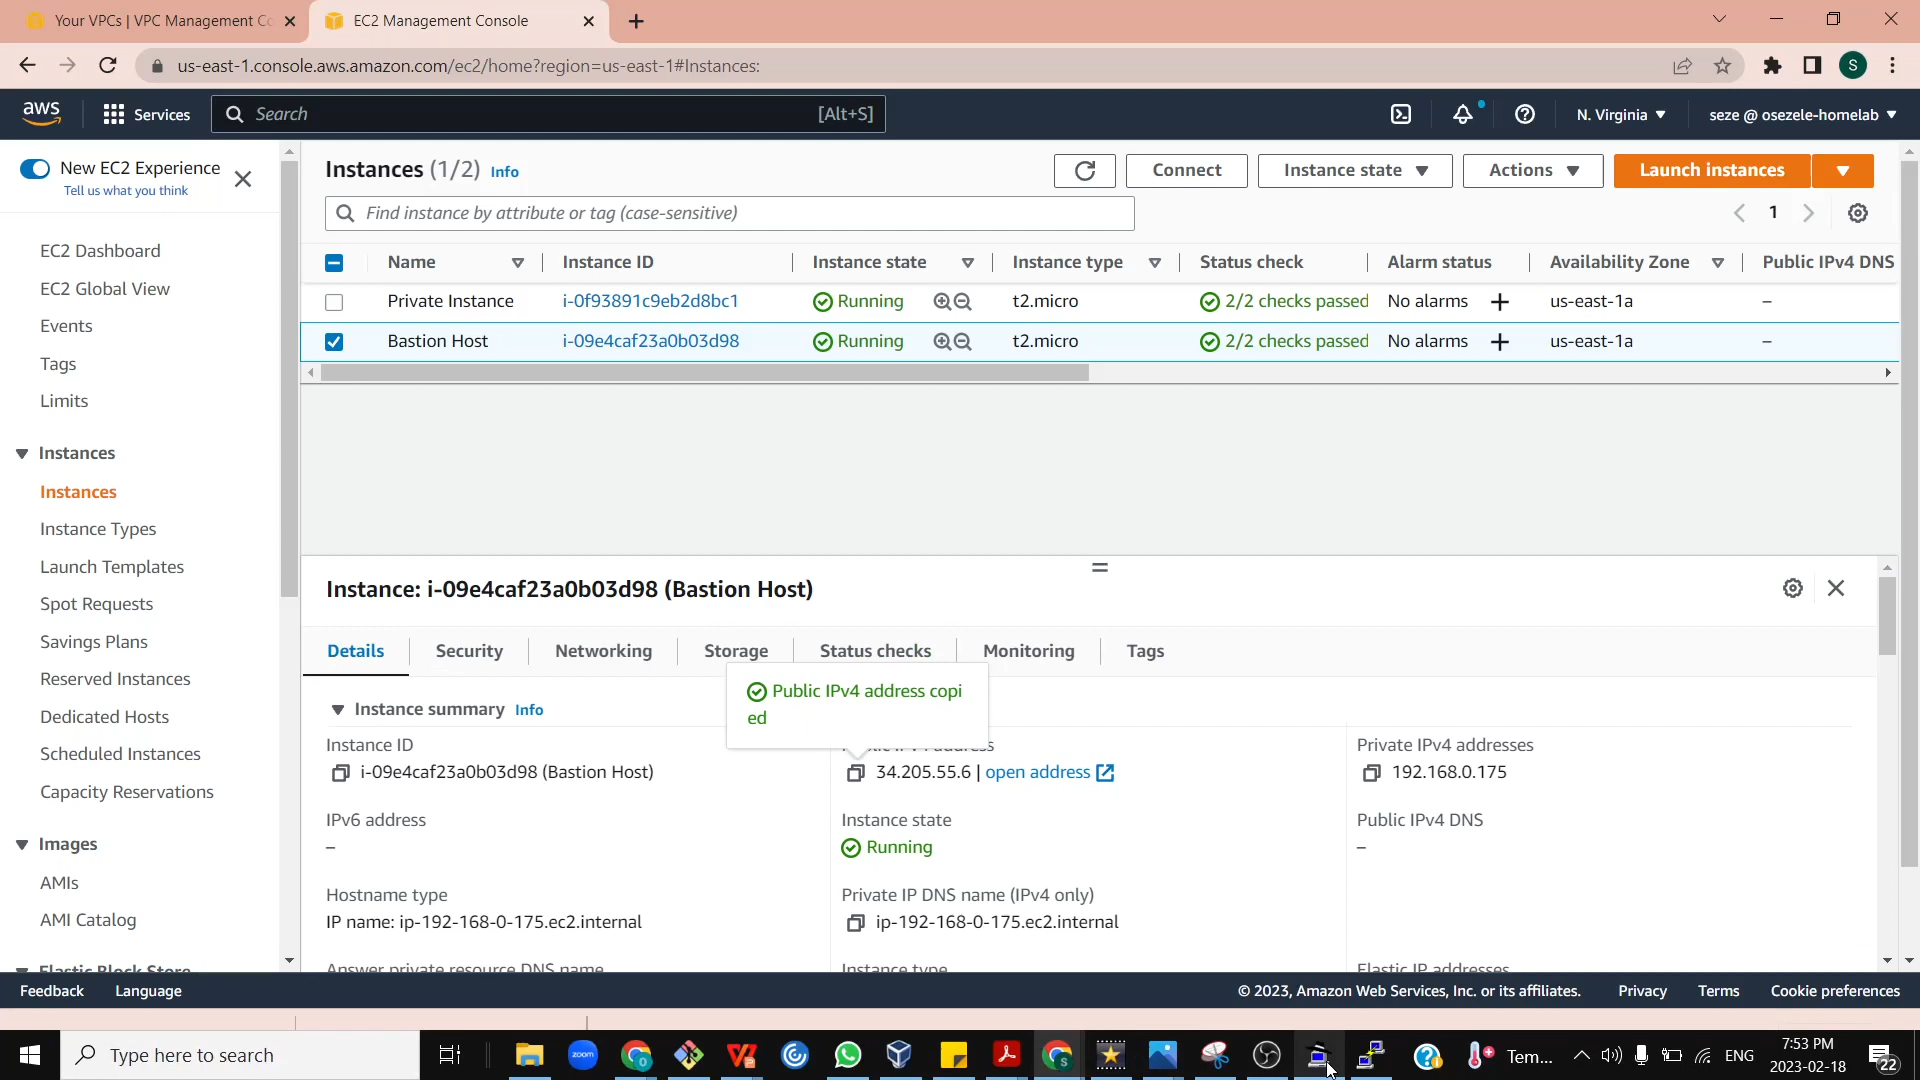 Your VPCs | VPC Management Co
EC2 Management Console
us-east-1.console.aws.amazon.com/ec2/home?region=us-east-1#Instances:
S
aws
Services
Search
[Alt+S]
N. Virginia
seze @ osezele-homelab
New EC2 Experience
Tell us what you think
EC2 Dashboard
EC2 Global View
Events
Tags
Limits
Instances
Instances
Instance Types
Launch Templates
Spot Requests
Savings Plans
Reserved Instances
Dedicated Hosts
Scheduled Instances
Capacity Reservations
Images
AMIs
AMI Catalog
Elastic Block Store
Instances (1/2) Info
Connect
Instance state
Actions
Launch instances
Find instance by attribute or tag (case-sensitive)
1
Name Instance ID Instance state Instance type Status check Alarm status Availability Zone Public IPv4 DNS
Private Instance i-0f93891c9eb2d8bc1 Running t2.micro 2/2 checks passed No alarms + us-east-1a –
Bastion Host i-09e4caf23a0b03d98 Running t2.micro 2/2 checks passed No alarms + us-east-1a –
Instance: i-09e4caf23a0b03d98 (Bastion Host)
Details Security Networking Storage Status checks Monitoring Tags
Public IPv4 address copi
ed
Instance summary Info
Instance ID
i-09e4caf23a0b03d98 (Bastion Host)
34.205.55.6 | open address
Private IPv4 addresses
192.168.0.175
IPv6 address
–
Instance state
Running
Public IPv4 DNS
–
Hostname type
IP name: ip-192-168-0-175.ec2.internal
Private IP DNS name (IPv4 only)
ip-192-168-0-175.ec2.internal
Answer private resource DNS name
Instance type
Elastic IP addresses
Feedback
Language
© 2023, Amazon Web Services, Inc. or its affiliates.
Privacy
Terms
Cookie preferences
Type here to search
zoom
Tem...
ENG
7:53 PM
2023-02-18
22